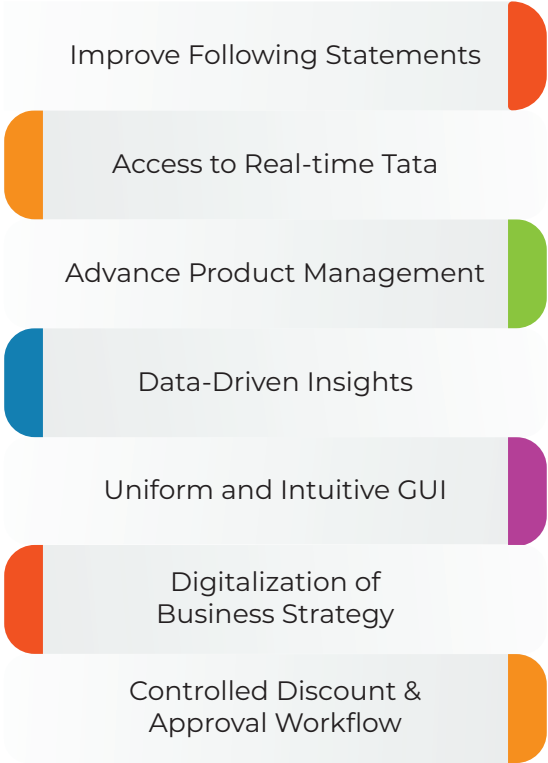 Improve Following Statements
Access to Real-time Tata
Advance Product Management
Data-Driven Insights
Uniform and Intuitive GUI
Digitalization of
Business Strategy
Controlled Discount &
Approval Workflow